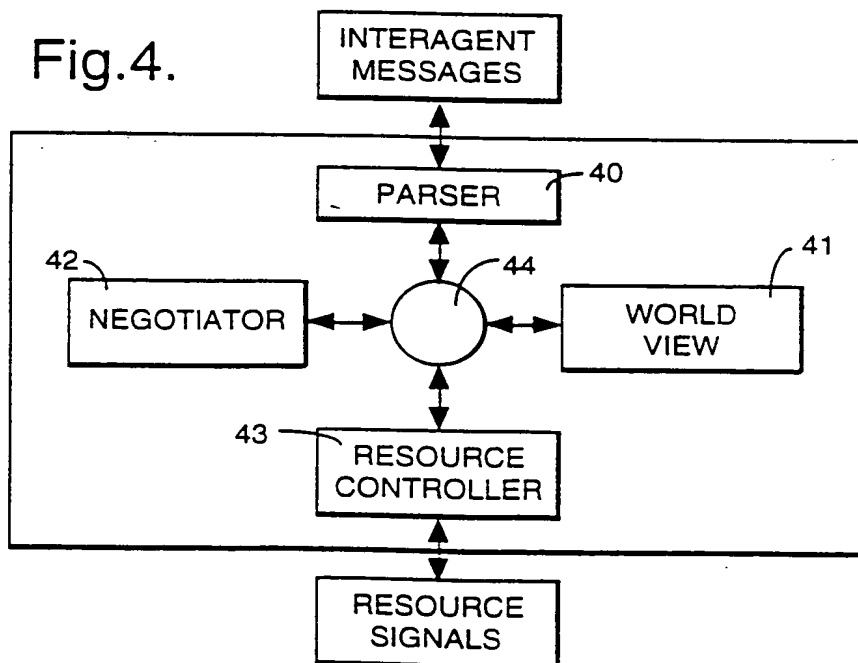 Fig.4.
INTERAGENT
MESSAGES
PARSER
40
42
NEGOTIATOR
44
41
WORLD
VIEW
43
RESOURCE
CONTROLLER
RESOURCE
SIGNALS